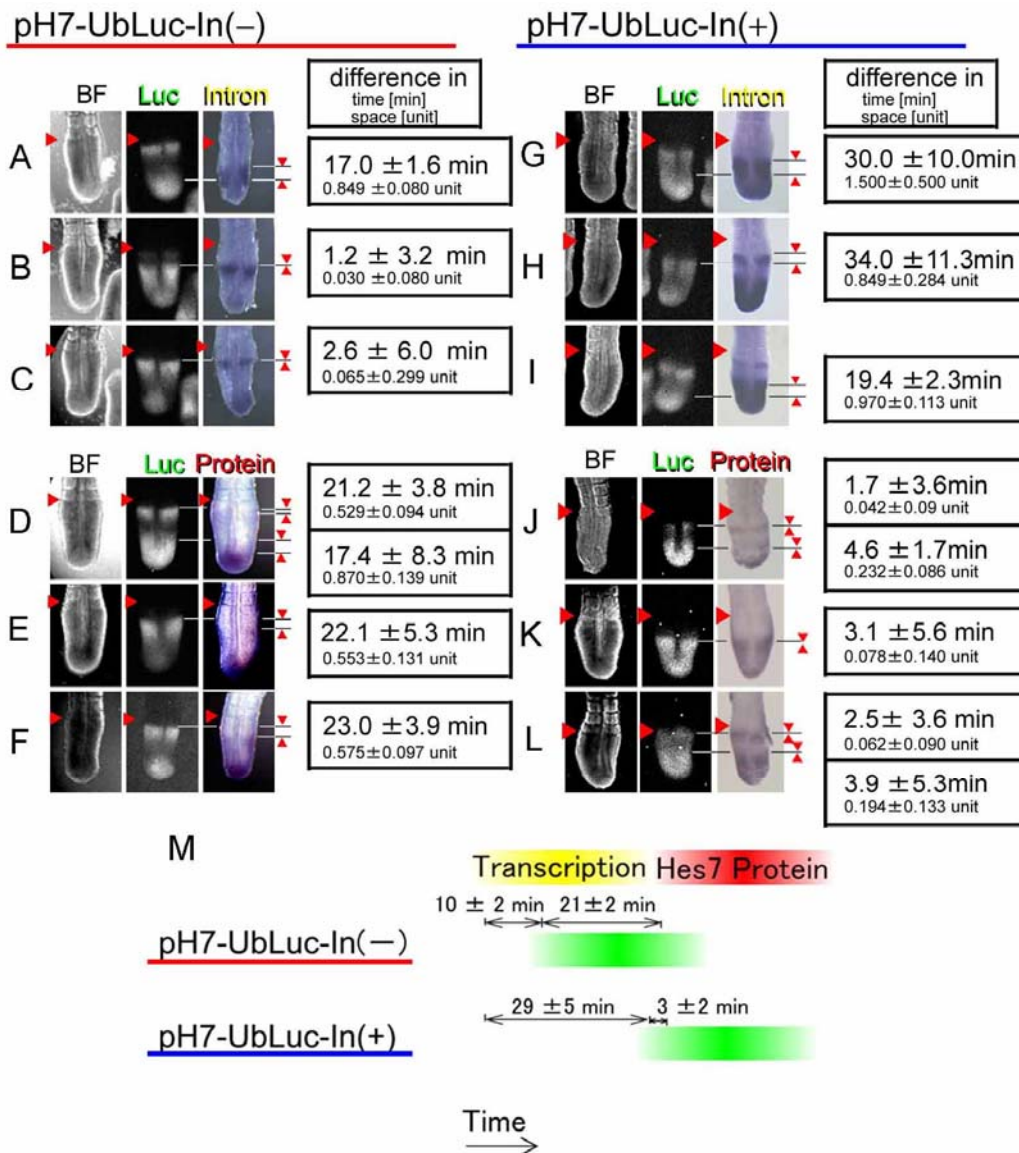 pH7-UbLuc-In(−)
BF Luc Intron
difference in
time [min]
space [unit]
A
17.0 ±1.6 min
0.849 ±0.080 unit
B
1.2 ± 3.2 min
0.030 ±0.080 unit
C
2.6 ± 6.0 min
0.065±0.299 unit
BF Luc Protein
D
21.2 ± 3.8 min
0.529±0.094 unit
17.4 ± 8.3 min
0.870±0.139 unit
E
22.1 ±5.3 min
0.553±0.131 unit
F
23.0 ±3.9 min
0.575±0.097 unit
pH7-UbLuc-In(+)
BF Luc Intron
difference in
time [min]
space [unit]
G
30.0 ±10.0min
1.500±0.500 unit
H
34.0 ±11.3min
0.849±0.284 unit
I
19.4 ±2.3min
0.970±0.113 unit
BF Luc Protein
J
1.7 ±3.6min
0.042±0.09 unit
4.6 ±1.7min
0.232±0.086 unit
K
3.1 ±5.6 min
0.078±0.140 unit
L
2.5± 3.6 min
0.062±0.090 unit
3.9 ±5.3min
0.194±0.133 unit
M
Transcription Hes7 Protein
10 ± 2 min 21±2 min
pH7-UbLuc-In(−)
29 ±5 min 3 ±2 min
pH7-UbLuc-In(+)
Time